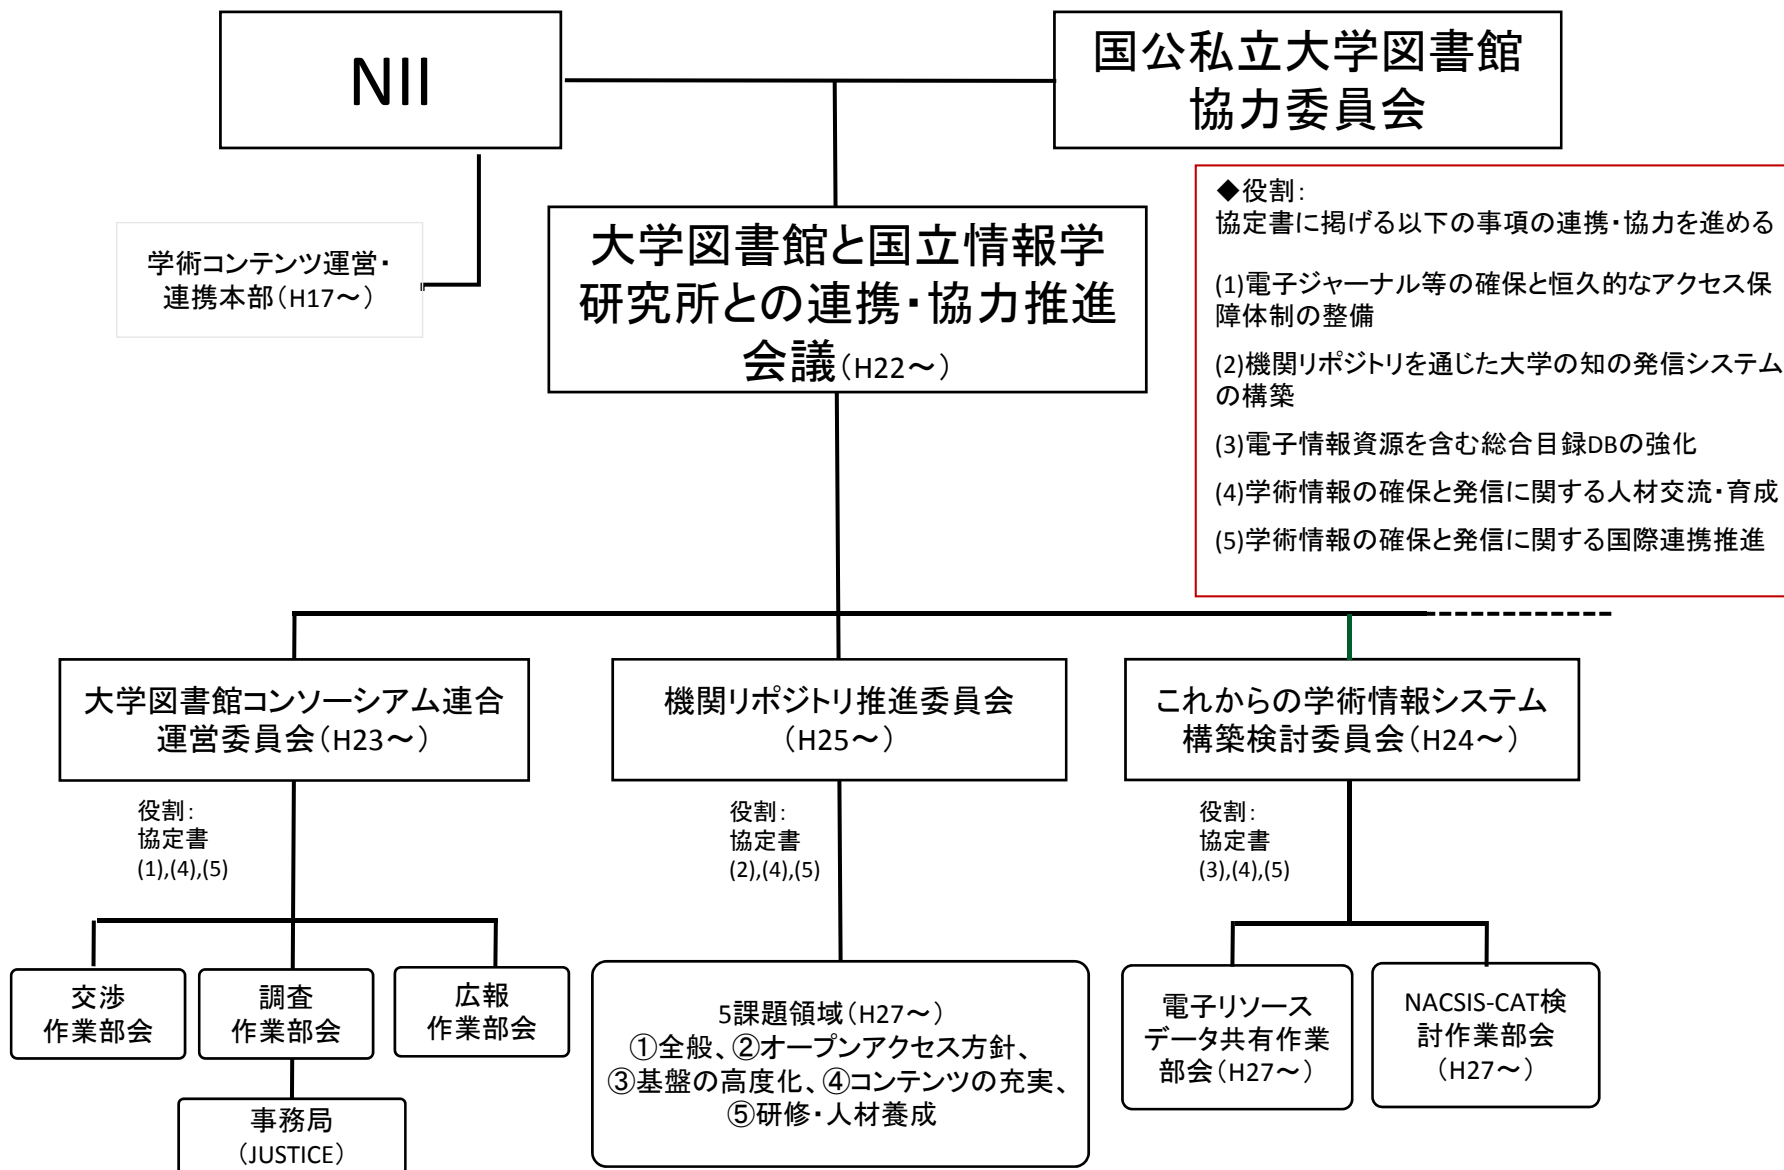 NII
国公私立大学図書館
協力委員会
学術コンテンツ運営・
連携本部（H17～）
大学図書館と国立情報学
研究所との連携・協力推進
会議（H22～）
◆役割：
協定書に掲げる以下の事項の連携・協力を進める
(1)電子ジャーナル等の確保と恒久的なアクセス保
障体制の整備
(2)機関リポジトリを通じた大学の知の発信システム
の構築
(3)電子情報資源を含む総合目録DBの強化
(4)学術情報の確保と発信に関する人材交流・育成
(5)学術情報の確保と発信に関する国際連携推進
大学図書館コンソーシアム連合
運営委員会（H23～）
機関リポジトリ推進委員会
（H25～）
これからの学術情報システム
構築検討委員会（H24～）
役割：
協定書
(1),(4),(5)
役割：
協定書
(2),(4),(5)
役割：
協定書
(3),(4),(5)
交渉
作業部会
調査
作業部会
広報
作業部会
事務局
（JUSTICE）
5課題領域（H27～）
①全般、②オープンアクセス方針、
③基盤の高度化、④コンテンツの充実、
⑤研修・人材養成
電子リソース
データ共有作業
部会（H27～）
NACSIS-CAT検
討作業部会
（H27～）